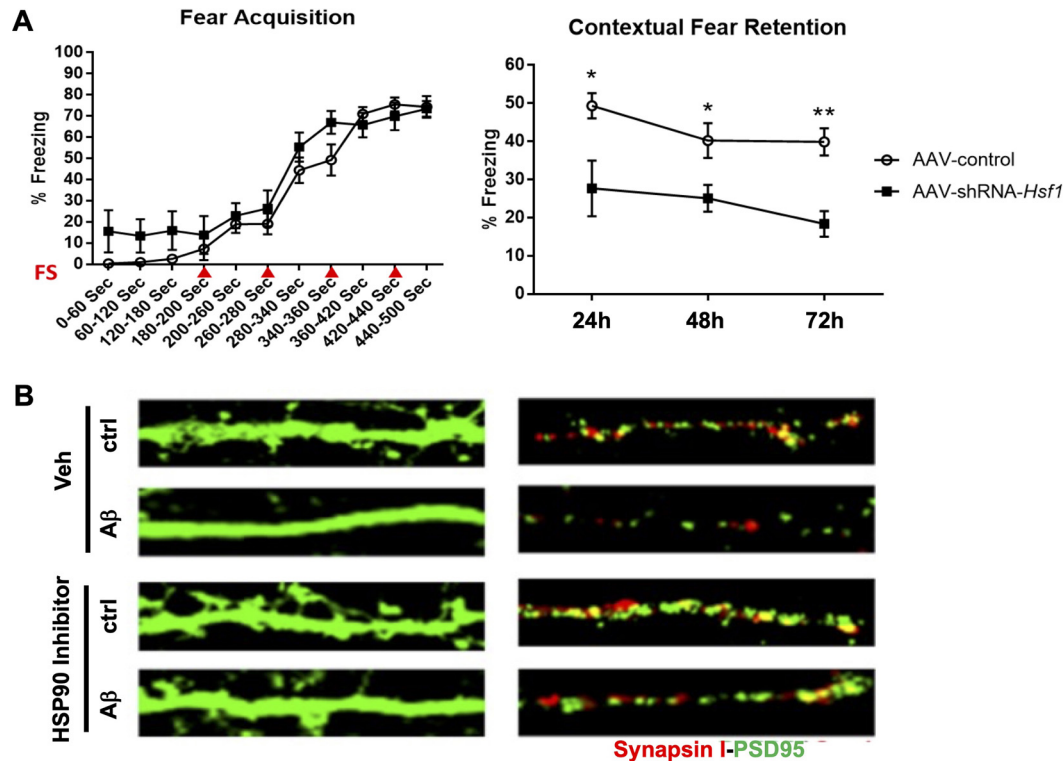 A
Fear Acquisition
100
90
80
70
60
50
40
30
20
10
0
% Freezing
FS
0-60 Sec
60-120 Sec
120-180 Sec
180-200 Sec
200-260 Sec
260-280 Sec
280-340 Sec
340-360 Sec
360-420 Sec
420-440 Sec
440-500 Sec
Contextual Fear Retention
60
50
40
30
20
10
0
% Freezing
* * **
24h 48h 72h
AAV-control
AAV-shRNA-Hsf1
B
Veh
ctrl
Aβ
HSP90 Inhibitor
ctrl
Aβ
Synapsin I-PSD95